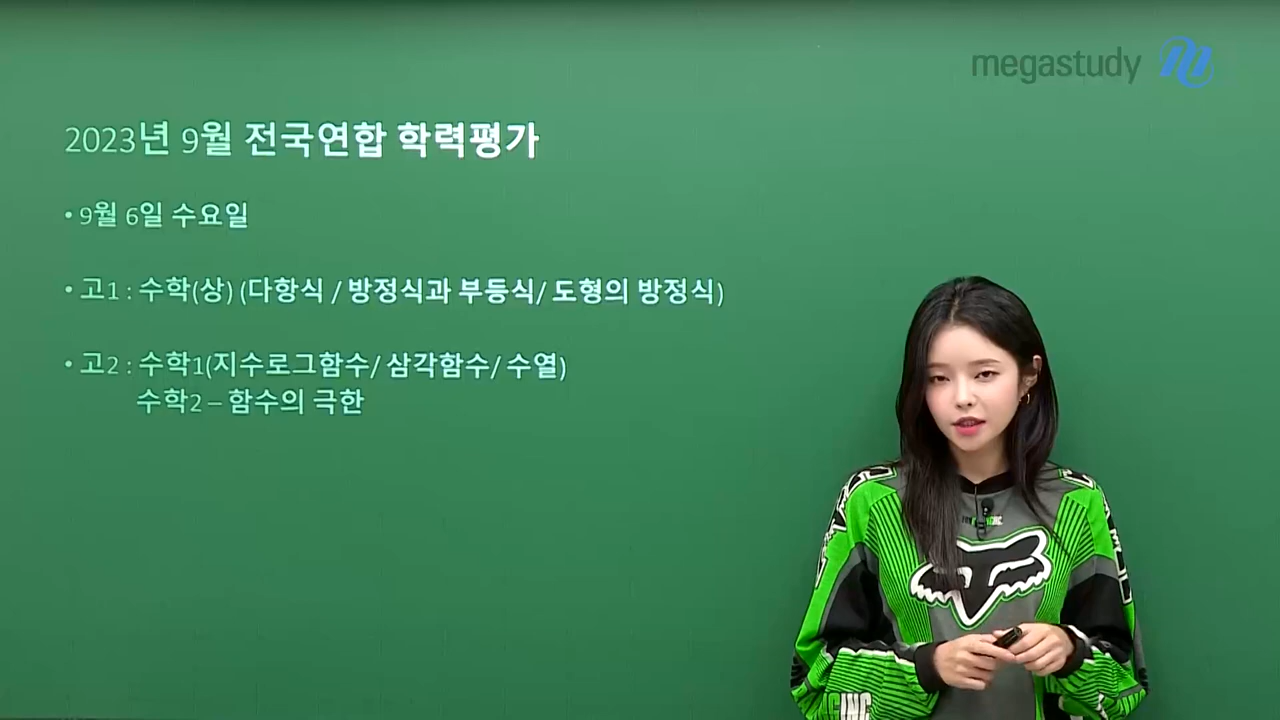 megastudy
2023년 9월 전국연합 학력평가
• 9월 6일 수요일
• 고1 : 수학(상) (다항식 / 방정식과 부등식/ 도형의 방정식)
• 고2 : 수학1(지수로그함수/ 삼각함수/ 수열)
수학2 – 함수의 극한